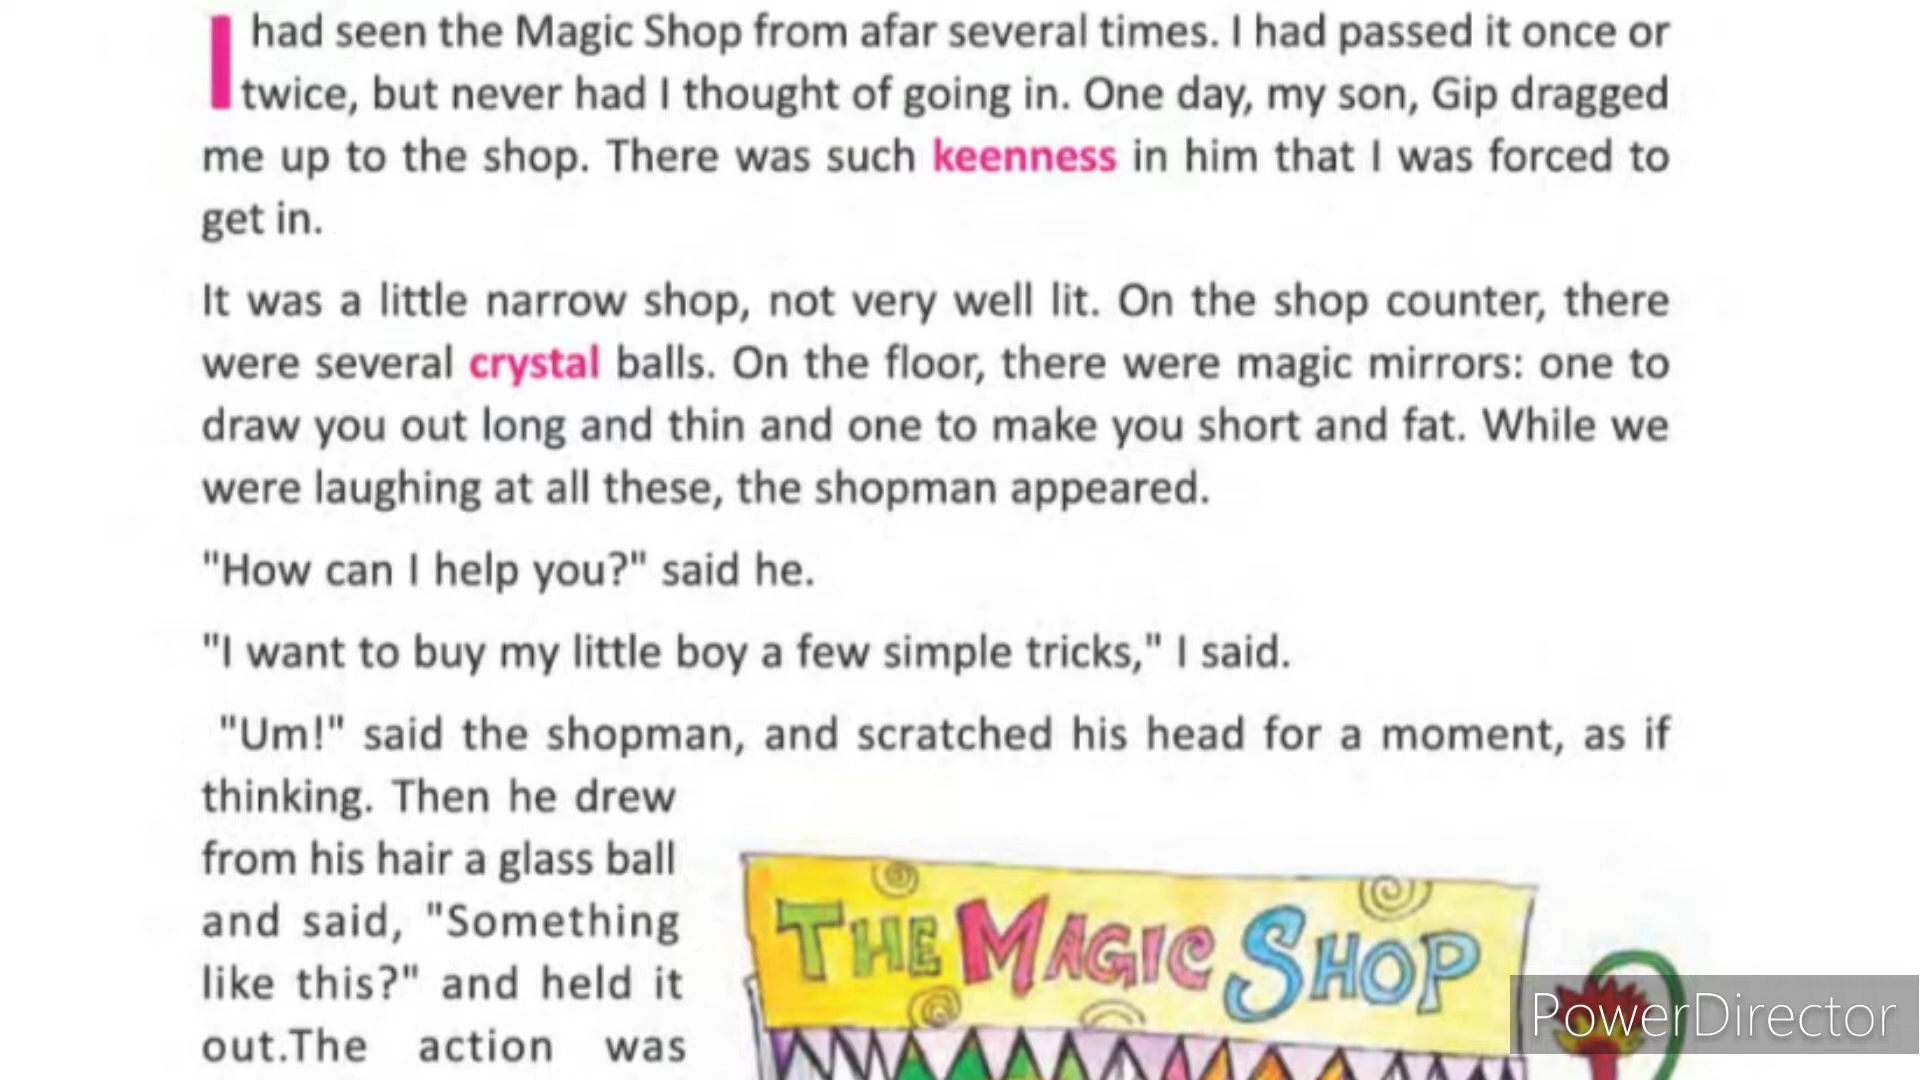 I had seen the Magic Shop from afar several times. I had passed it once or
twice, but never had I thought of going in. One day, my son, Gip dragged
me up to the shop. There was such keenness in him that I was forced to
get in.
It was a little narrow shop, not very well lit. On the shop counter, there
were several crystal balls. On the floor, there were magic mirrors: one to
draw you out long and thin and one to make you short and fat. While we
were laughing at all these, the shopman appeared.
"How can I help you?" said he.
"I want to buy my little boy a few simple tricks," I said.
"Um!" said the shopman, and scratched his head for a moment, as if
thinking. Then he drew
from his hair a glass ball
and said, "Something
like this?" and held it
out.The action was
THE MAGIC SHOP
PowerDirector